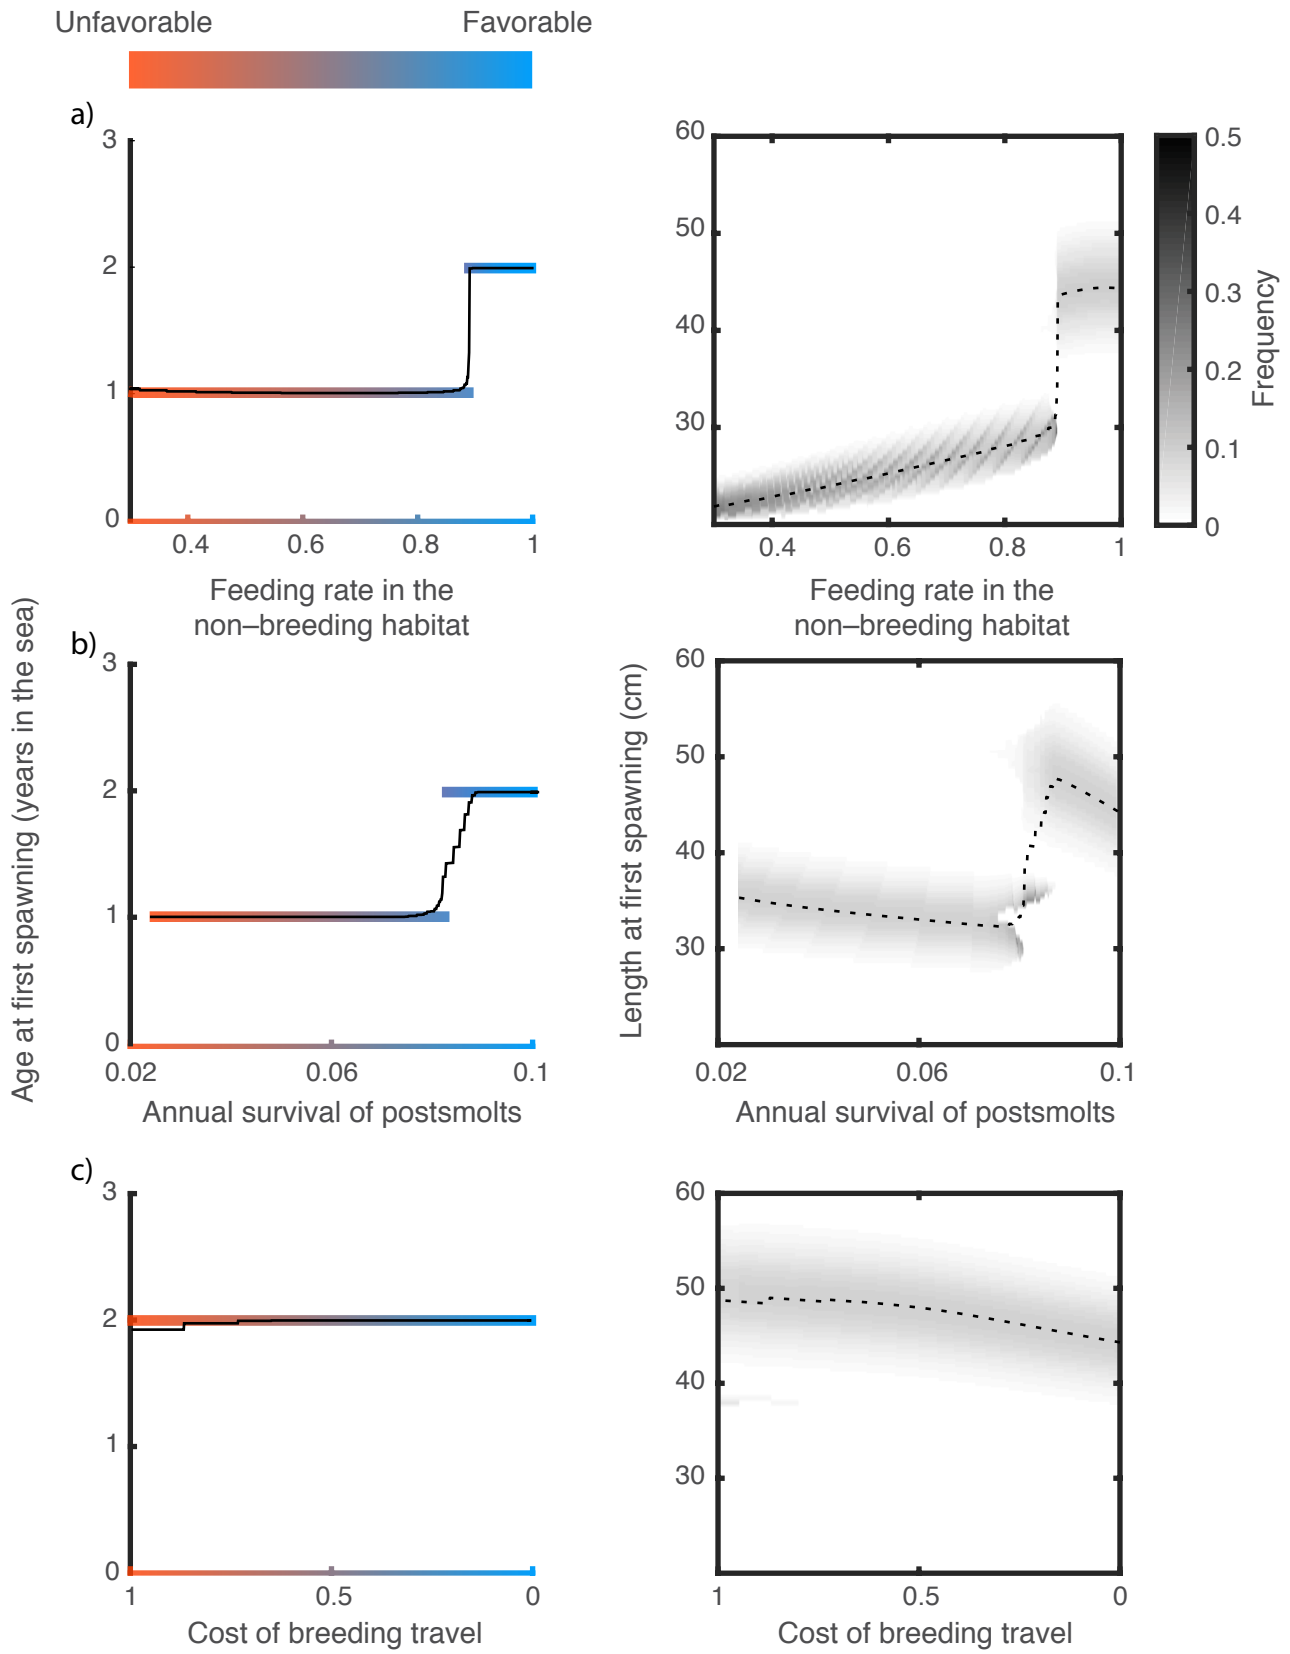 Unfavorable Favorable
a)
3
2
1
0
0.4 0.6 0.8 1
Feeding rate in the
non–breeding habitat
60
50
40
30
0.4 0.6 0.8 1
Feeding rate in the
non–breeding habitat
0.5
0.4
0.3
0.2
0.1
0
Frequency
Age at first spawning (years in the sea)
b)
3
2
1
0
0.02 0.06 0.1
Annual survival of postsmolts
Length at first spawning (cm)
60
50
40
30
0.02 0.06 0.1
Annual survival of postsmolts
c)
3
2
1
0
1 0.5 0
Cost of breeding travel
60
50
40
30
1 0.5 0
Cost of breeding travel